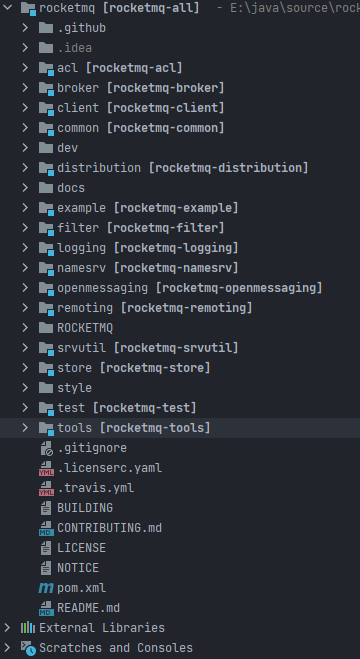 rocketmq [rocketmq-all] - E:\java\source\rock
.github
.idea
acl [rocketmq-acl]
broker [rocketmq-broker]
client [rocketmq-client]
common [rocketmq-common]
dev
distribution [rocketmq-distribution]
docs
example [rocketmq-example]
filter [rocketmq-filter]
logging [rocketmq-logging]
namesrv [rocketmq-namesrv]
openmessaging [rocketmq-openmessaging]
remoting [rocketmq-remoting]
ROCKETMQ
srvutil [rocketmq-srvutil]
store [rocketmq-store]
style
test [rocketmq-test]
tools [rocketmq-tools]
.gitignore
YML .licenserc.yaml
YML .travis.yml
BUILDING
MD CONTRIBUTING.md
LICENSE
NOTICE
m pom.xml
MD README.md
External Libraries
Scratches and Consoles